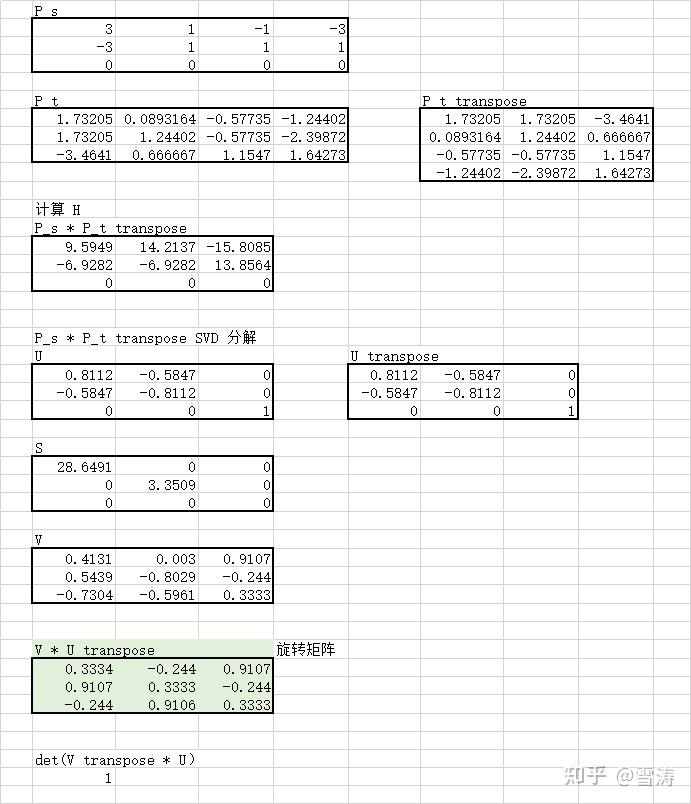 P_s
3 1 -1 -3
-3 1 1 1
0 0 0 0
P_t P_t transpose
1.73205 0.0893164 -0.57735 -1.24402 1.73205 1.73205 -3.4641
1.73205 1.24402 -0.57735 -2.39872 0.0893164 1.24402 0.666667
-3.4641 0.666667 1.1547 1.64273 -0.57735 -0.57735 1.1547
-1.24402 -2.39872 1.64273
计算 H
P_s * P_t transpose
9.5949 14.2137 -15.8085
-6.9282 -6.9282 13.8564
0 0 0
P_s * P_t transpose SVD 分解
U U transpose
0.8112 -0.5847 0 0.8112 -0.5847 0
-0.5847 -0.8112 0 -0.5847 -0.8112 0
0 0 1 0 0 1
S
28.6491 0 0
0 3.3509 0
0 0 0
V
0.4131 0.003 0.9107
0.5439 -0.8029 -0.244
-0.7304 -0.5961 0.3333
V * U transpose 旋转矩阵
0.3334 -0.244 0.9107
0.9107 0.3333 -0.244
-0.244 0.9106 0.3333
det(V transpose * U)
1
知乎 @雪涛